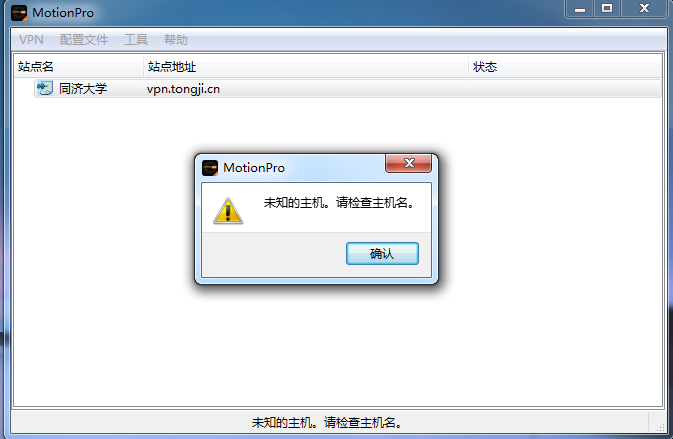 MotionPro
VPN 配置文件 工具 帮助
站点名 站点地址 状态
同济大学 vpn.tongji.cn
MotionPro
未知的主机。请检查主机名。
确认
未知的主机。请检查主机名。